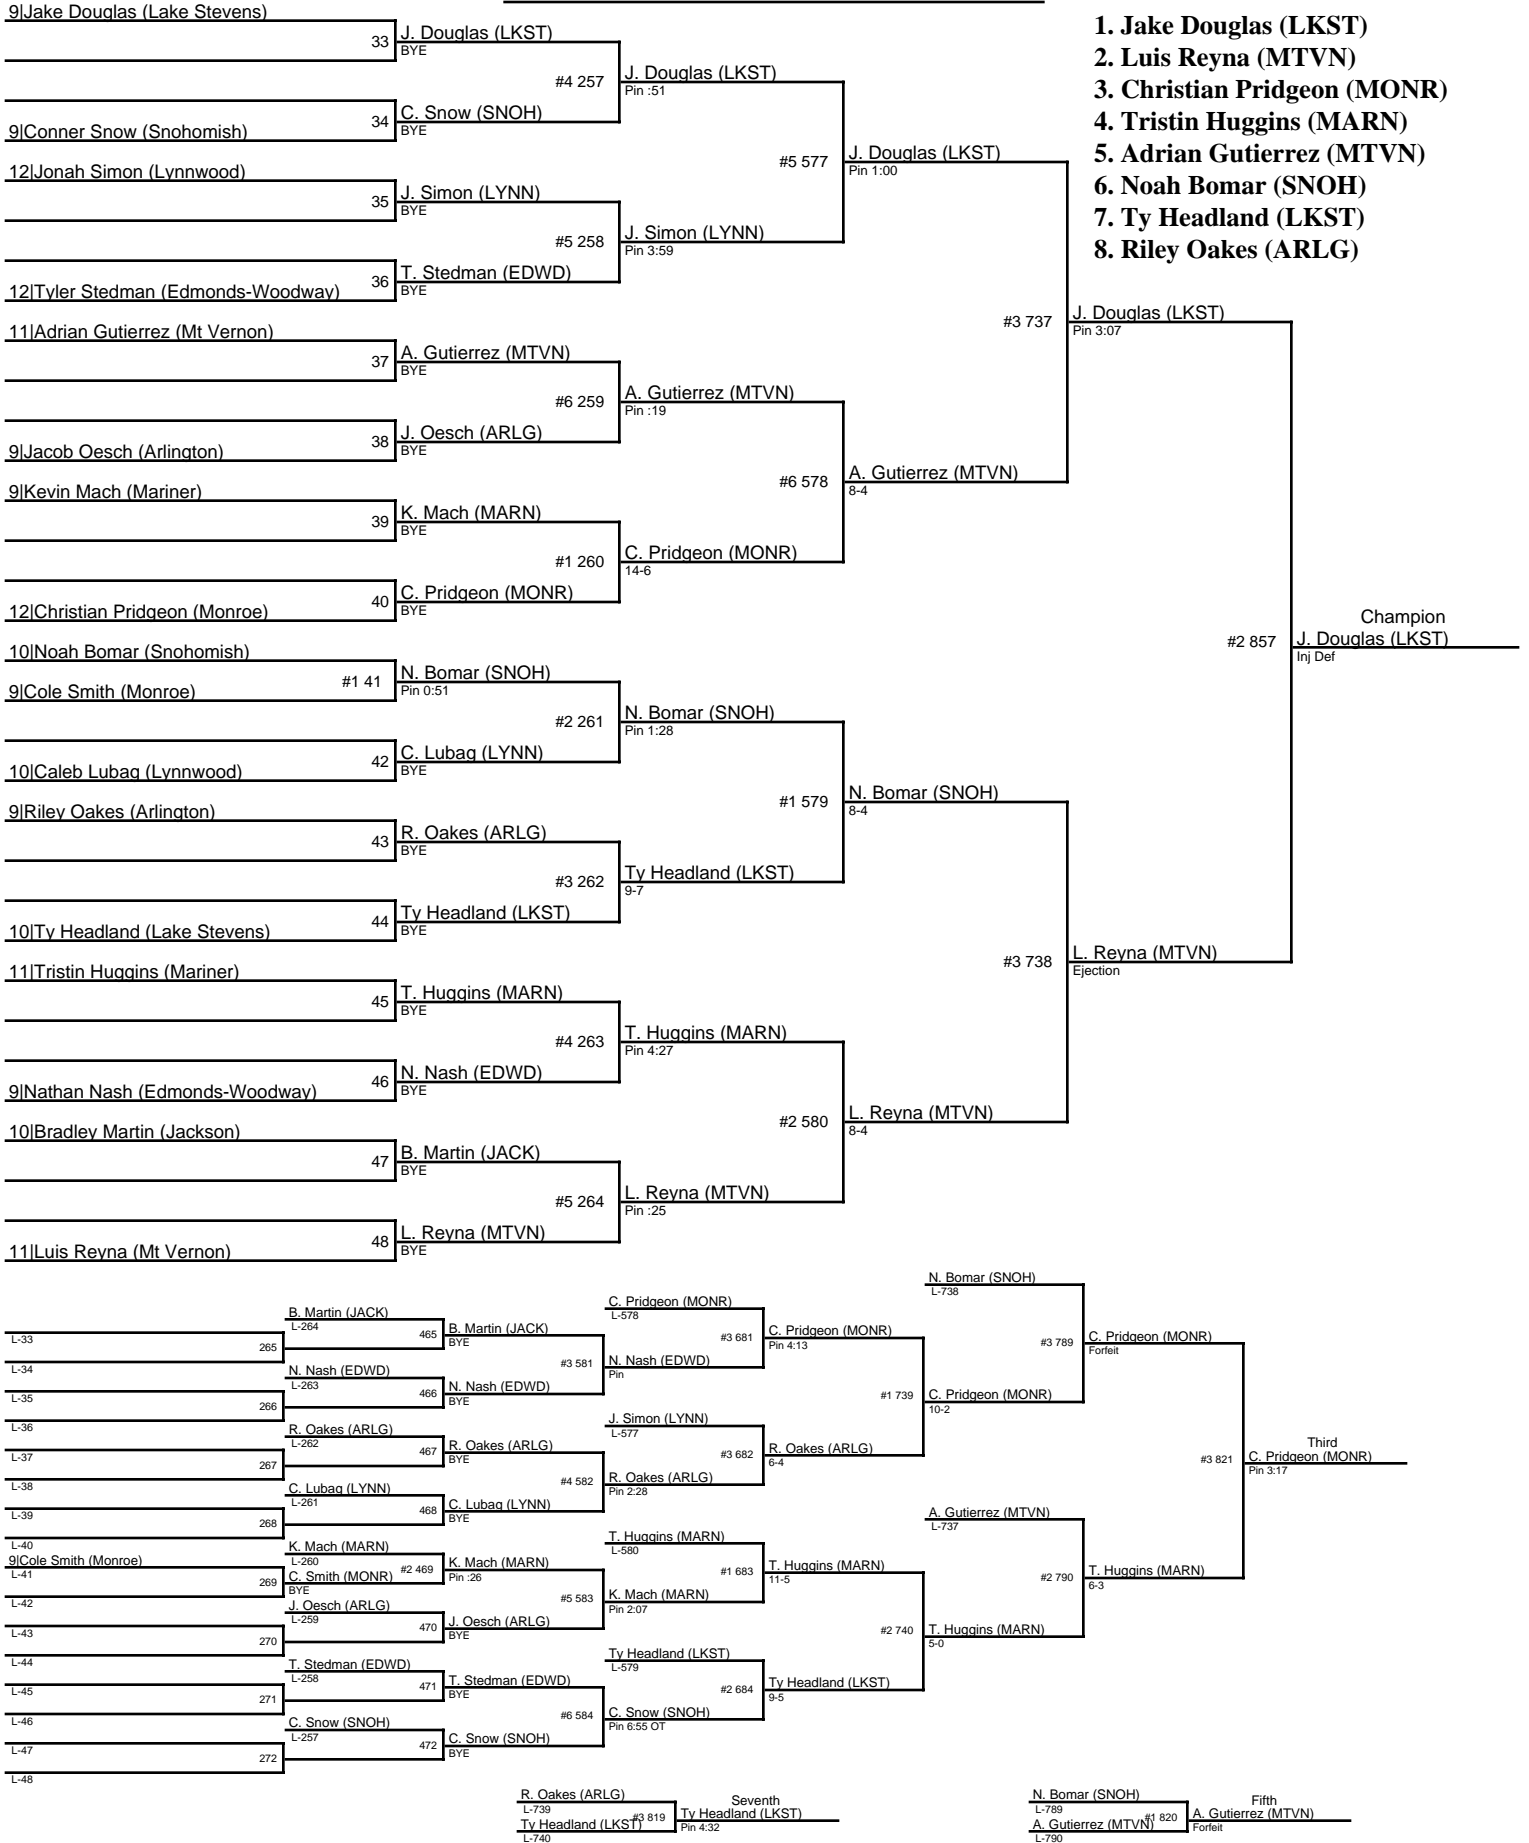 9|Jake Douglas (Lake Stevens)
33
J. Douglas (LKST)
BYE
#4 257
J. Douglas (LKST)
Pin :51
34
C. Snow (SNOH)
BYE
9|Conner Snow (Snohomish)
#5 577
J. Douglas (LKST)
Pin 1:00
12|Jonah Simon (Lynnwood)
35
J. Simon (LYNN)
BYE
#5 258
J. Simon (LYNN)
Pin 3:59
36
T. Stedman (EDWD)
BYE
12|Tyler Stedman (Edmonds-Woodway)
#3 737
J. Douglas (LKST)
Pin 3:07
11|Adrian Gutierrez (Mt Vernon)
37
A. Gutierrez (MTVN)
BYE
#6 259
A. Gutierrez (MTVN)
Pin :19
38
J. Oesch (ARLG)
BYE
9|Jacob Oesch (Arlington)
#6 578
A. Gutierrez (MTVN)
8-4
9|Kevin Mach (Mariner)
39
K. Mach (MARN)
BYE
#1 260
C. Pridgeon (MONR)
14-6
40
C. Pridgeon (MONR)
BYE
12|Christian Pridgeon (Monroe)
Champion
#2 857
J. Douglas (LKST)
Inj Def
10|Noah Bomar (Snohomish)
#1 41
N. Bomar (SNOH)
Pin 0:51
9|Cole Smith (Monroe)
#2 261
N. Bomar (SNOH)
Pin 1:28
42
C. Lubag (LYNN)
BYE
10|Caleb Lubag (Lynnwood)
#1 579
N. Bomar (SNOH)
8-4
9|Riley Oakes (Arlington)
43
R. Oakes (ARLG)
BYE
#3 262
Ty Headland (LKST)
9-7
44
Ty Headland (LKST)
BYE
10|Ty Headland (Lake Stevens)
#3 738
L. Reyna (MTVN)
Ejection
11|Tristin Huggins (Mariner)
45
T. Huggins (MARN)
BYE
#4 263
T. Huggins (MARN)
Pin 4:27
46
N. Nash (EDWD)
BYE
9|Nathan Nash (Edmonds-Woodway)
#2 580
L. Reyna (MTVN)
8-4
10|Bradley Martin (Jackson)
47
B. Martin (JACK)
BYE
#5 264
L. Reyna (MTVN)
Pin :25
48
L. Reyna (MTVN)
BYE
11|Luis Reyna (Mt Vernon)
1. Jake Douglas (LKST)
2. Luis Reyna (MTVN)
3. Christian Pridgeon (MONR)
4. Tristin Huggins (MARN)
5. Adrian Gutierrez (MTVN)
6. Noah Bomar (SNOH)
7. Ty Headland (LKST)
8. Riley Oakes (ARLG)
L-33
265
L-34
L-35
266
L-36
L-37
267
L-38
L-39
268
L-40
9|Cole Smith (Monroe)
L-41
269
L-42
L-43
270
L-44
L-45
271
L-46
L-47
272
L-48
B. Martin (JACK)
L-264
465
N. Nash (EDWD)
L-263
466
R. Oakes (ARLG)
L-262
467
C. Lubag (LYNN)
L-261
468
K. Mach (MARN)
L-260
#2 469
C. Smith (MONR)
BYE
J. Oesch (ARLG)
L-259
470
T. Stedman (EDWD)
L-258
471
C. Snow (SNOH)
L-257
472
B. Martin (JACK)
BYE
#3 581
N. Nash (EDWD)
BYE
R. Oakes (ARLG)
BYE
#4 582
C. Lubag (LYNN)
BYE
K. Mach (MARN)
Pin :26
#5 583
J. Oesch (ARLG)
BYE
T. Stedman (EDWD)
BYE
#6 584
C. Snow (SNOH)
BYE
C. Pridgeon (MONR)
L-578
#3 681
N. Nash (EDWD)
Pin
J. Simon (LYNN)
L-577
#3 682
R. Oakes (ARLG)
Pin 2:28
T. Huggins (MARN)
L-580
#1 683
K. Mach (MARN)
Pin 2:07
Ty Headland (LKST)
L-579
#2 684
C. Snow (SNOH)
Pin 6:55 OT
C. Pridgeon (MONR)
Pin 4:13
#1 739
R. Oakes (ARLG)
6-4
T. Huggins (MARN)
11-5
#2 740
Ty Headland (LKST)
9-5
N. Bomar (SNOH)
L-738
#3 789
C. Pridgeon (MONR)
10-2
A. Gutierrez (MTVN)
L-737
#2 790
T. Huggins (MARN)
5-0
C. Pridgeon (MONR)
Forfeit
#3 821
T. Huggins (MARN)
6-3
Third
C. Pridgeon (MONR)
Pin 3:17
R. Oakes (ARLG)
L-739
#3 819
Ty Headland (LKST)
L-740
Seventh
Ty Headland (LKST)
Pin 4:32
N. Bomar (SNOH)
L-789
#1 820
A. Gutierrez (MTVN)
L-790
Fifth
A. Gutierrez (MTVN)
Forfeit